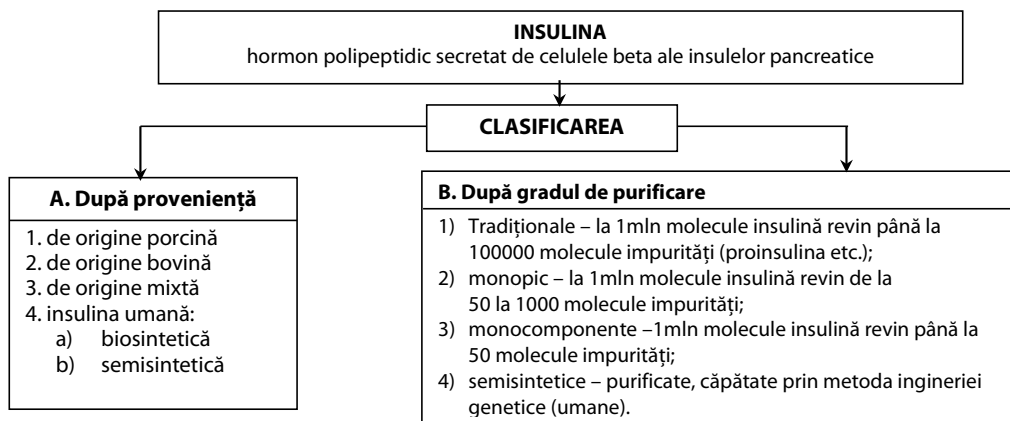 INSULINA
hormon polipeptidic secretat de celulele beta ale insulelor pancreatice
CLASIFICAREA
A. După proveniență
1. de origine porcină
2. de origine bovină
3. de origine mixtă
4. insulina umană:
a) biosintetică
b) semisintetică
B. După gradul de purificare
1) Tradiționale – la 1mln molecule insulină revin până la
100000 molecule impurități (proinsulina etc.);
2) monopic – la 1mln molecule insulină revin de la
50 la 1000 molecule impurități;
3) monocomponente –1mln molecule insulină revin până la
50 molecule impurități;
4) semisintetice – purificate, căpătate prin metoda ingineriei
genetice (umane).